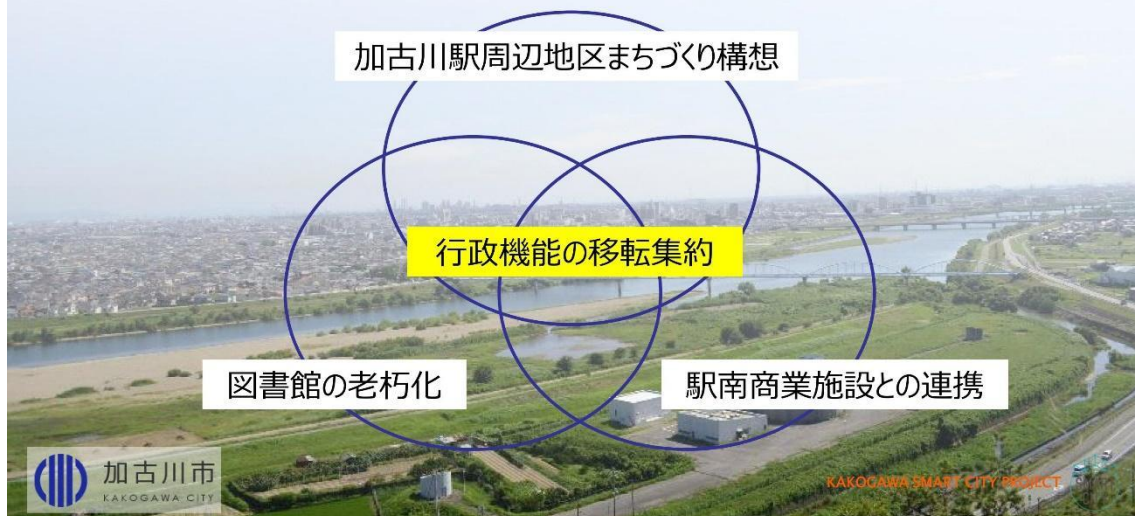 加古川駅周辺地区まちづくり構想
行政機能の移転集約
図書館の老朽化
駅南商業施設との連携
加古川市
KAKOGAWA CITY
KAKOGAWA SMART CITY PROJECT